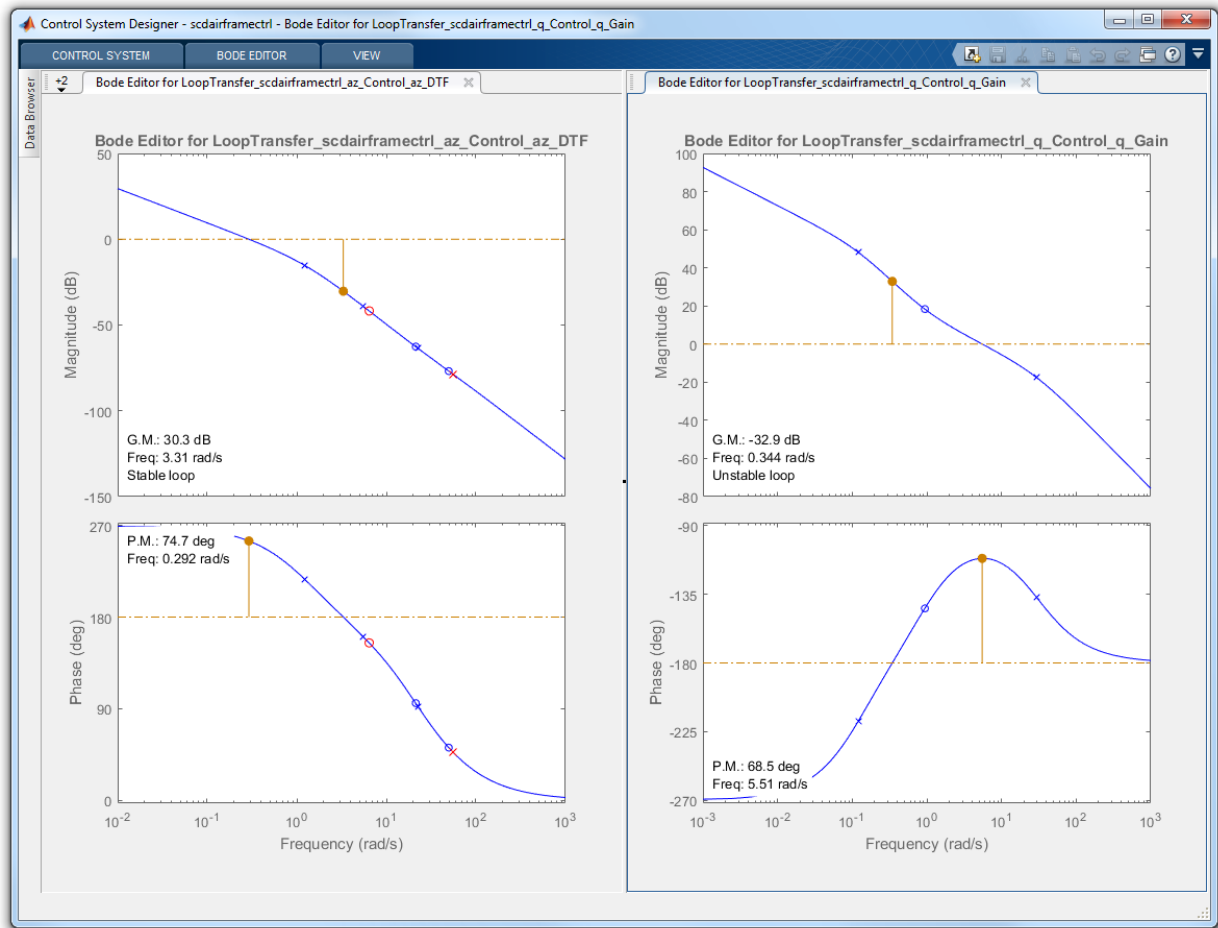 Control System Designer - scdairframectrl - Bode Editor for LoopTransfer_scdairframectrl_q_Control_q_Gain
CONTROL SYSTEM
BODE EDITOR
VIEW
?
Data Browser
+2
Bode Editor for LoopTransfer_scdairframectrl_az_Control_az_DTF
Bode Editor for LoopTransfer_scdairframectrl_q_Control_q_Gain
Bode Editor for LoopTransfer_scdairframectrl_az_Control_az_DTF
50
0
-50
-100
-150
Magnitude (dB)
G.M.: 30.3 dB
Freq: 3.31 rad/s
Stable loop
270
180
90
0
Phase (deg)
P.M.: 74.7 deg
Freq: 0.292 rad/s
10^-2 10^-1 10^0 10^1 10^2 10^3
Frequency (rad/s)
Bode Editor for LoopTransfer_scdairframectrl_q_Control_q_Gain
100
80
60
40
20
0
-20
-40
-60
-80
Magnitude (dB)
G.M.: -32.9 dB
Freq: 0.344 rad/s
Unstable loop
-90
-135
-180
-225
-270
Phase (deg)
P.M.: 68.5 deg
Freq: 5.51 rad/s
10^-3 10^-2 10^-1 10^0 10^1 10^2 10^3
Frequency (rad/s)